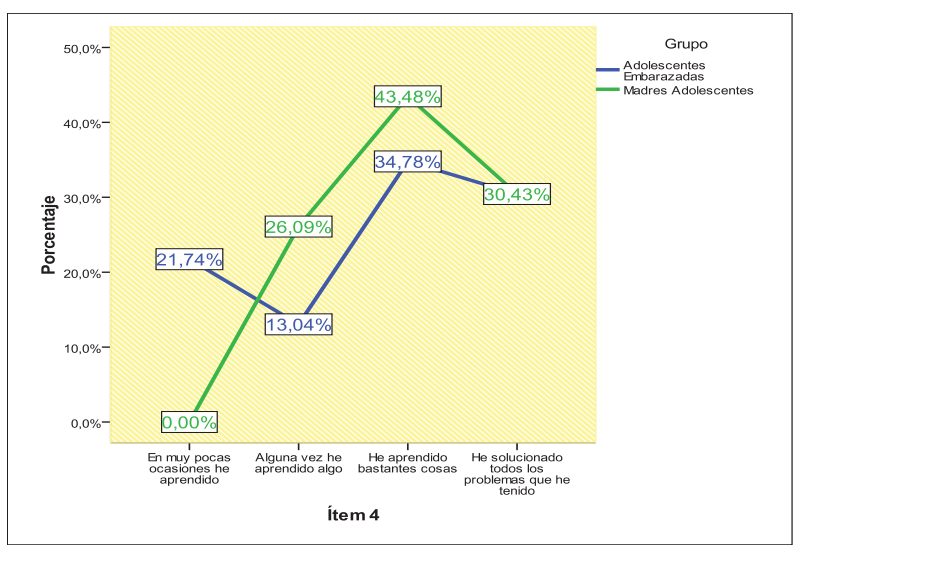 Grupo
Adolescentes
Embarazadas
Madres Adolescentes
Porcentaje
50,0%
40,0%
30,0%
20,0%
10,0%
0,0%
43,48%
34,78%
30,43%
26,09%
21,74%
13,04%
0,00%
En muy pocas
ocasiones he
aprendido
Alguna vez he
aprendido algo
He aprendido
bastantes cosas
He solucionado
todos los
problemas que he
tenido
Ítem 4